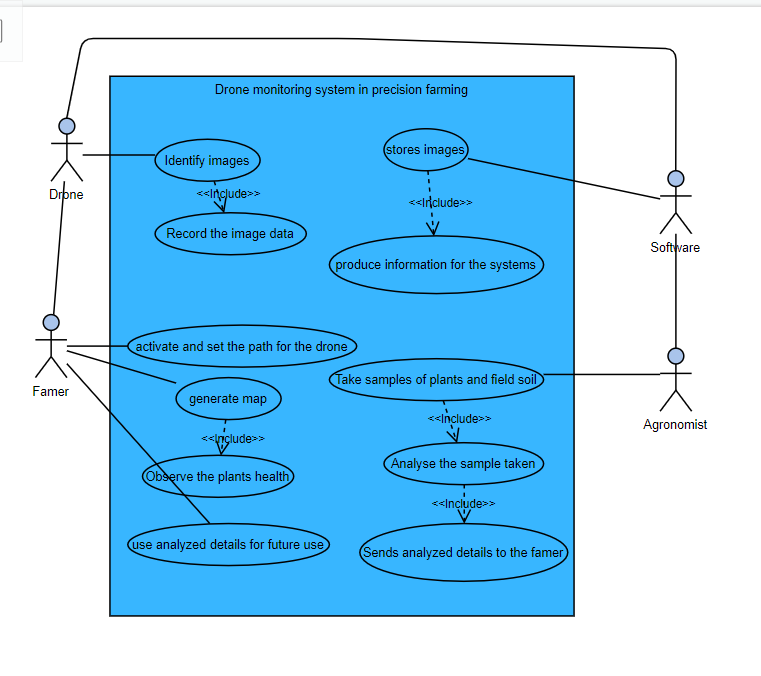 Drone monitoring system in precision farming
Identify images
stores images
<<Include>>
Drone
<<Include>>
Record the image data
Software
produce information for the systems
activate and set the path for the drone
Famer
Take samples of plants and field soil
generate map
<<Include>>
Agronomist
<<Include>>
Analyse the sample taken
Observe the plants health
<<Include>>
use analyzed details for future use
Sends analyzed details to the famer